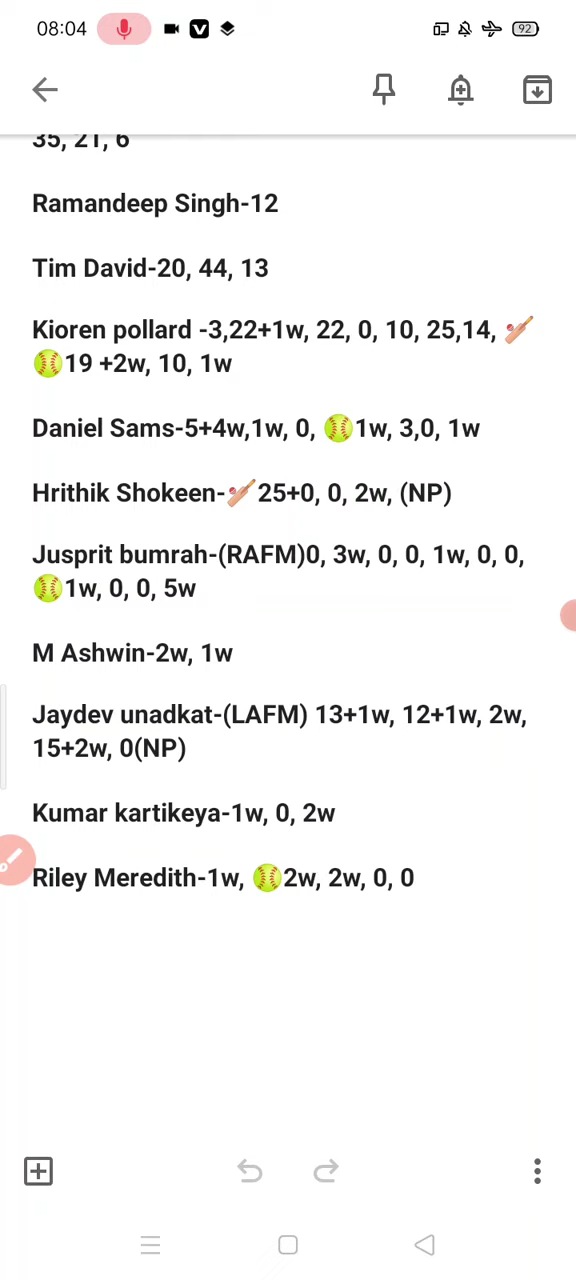 08:04
92
35, 21, 6
Ramandeep Singh-12
Tim David-20, 44, 13
Kioren pollard -3,22+1w, 22, 0, 10, 25,14, 🏏
🥎19 +2w, 10, 1w
Daniel Sams-5+4w,1w, 0, 🥎1w, 3,0, 1w
Hrithik Shokeen-🏏25+0, 0, 2w, (NP)
Jusprit bumrah-(RAFM)0, 3w, 0, 0, 1w, 0, 0,
🥎1w, 0, 0, 5w
M Ashwin-2w, 1w
Jaydev unadkat-(LAFM) 13+1w, 12+1w, 2w,
15+2w, 0(NP)
Kumar kartikeya-1w, 0, 2w
Riley Meredith-1w, 🥎2w, 2w, 0, 0